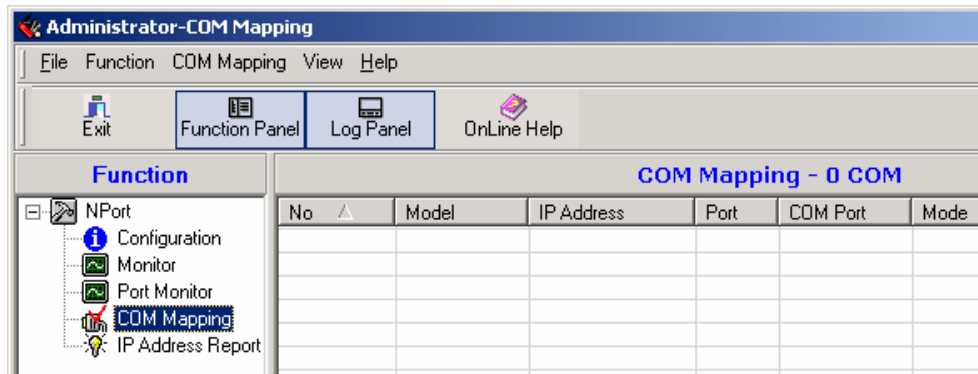 Administrator-COM Mapping
File Function COM Mapping View Help
Exit Function Panel Log Panel OnLine Help
Function
COM Mapping - 0 COM
NPort
Configuration
Monitor
Port Monitor
COM Mapping
IP Address Report
No Model IP Address Port COM Port Mode